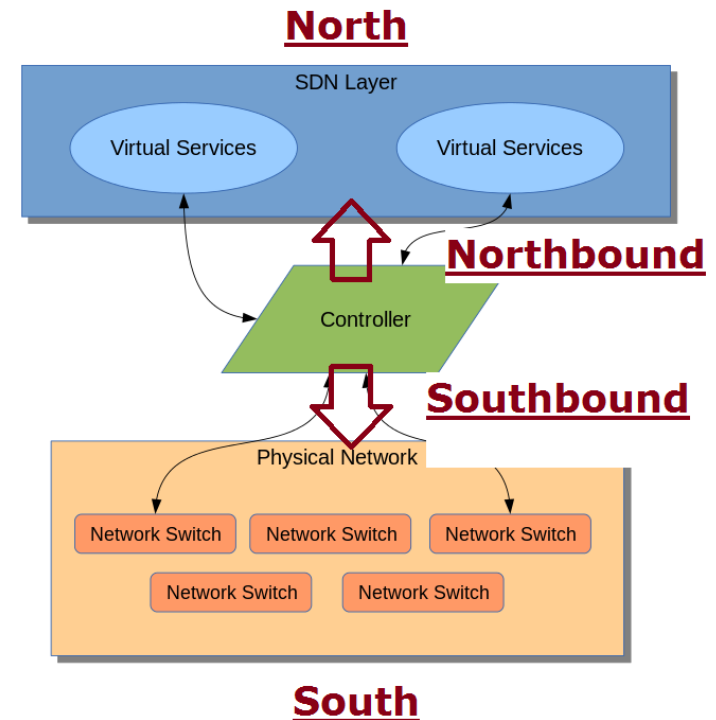 North
SDN Layer
Virtual Services
Virtual Services
Northbound
Controller
Southbound
Physical Network
Network Switch
Network Switch
Network Switch
Network Switch
Network Switch
South